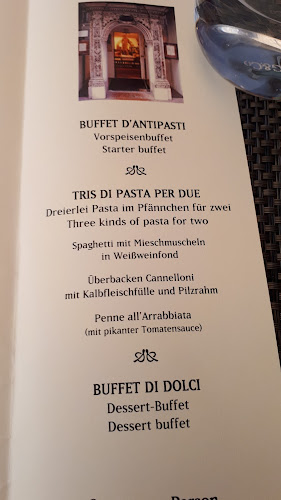 BUFFET D'ANTIPASTI
Vorspeisenbuffet
Starter buffet
TRIS DI PASTA PER DUE
Dreierlei Pasta im Pfännchen für zwei
Three kinds of pasta for two
Spaghetti mit Mieschmuscheln
in Weißweinfond
Überbacken Cannelloni
mit Kalbfleischfülle und Pilzrahm
Penne all'Arrabbiata
(mit pikanter Tomatensauce)
BUFFET DI DOLCI
Dessert-Buffet
Dessert buffet
Person